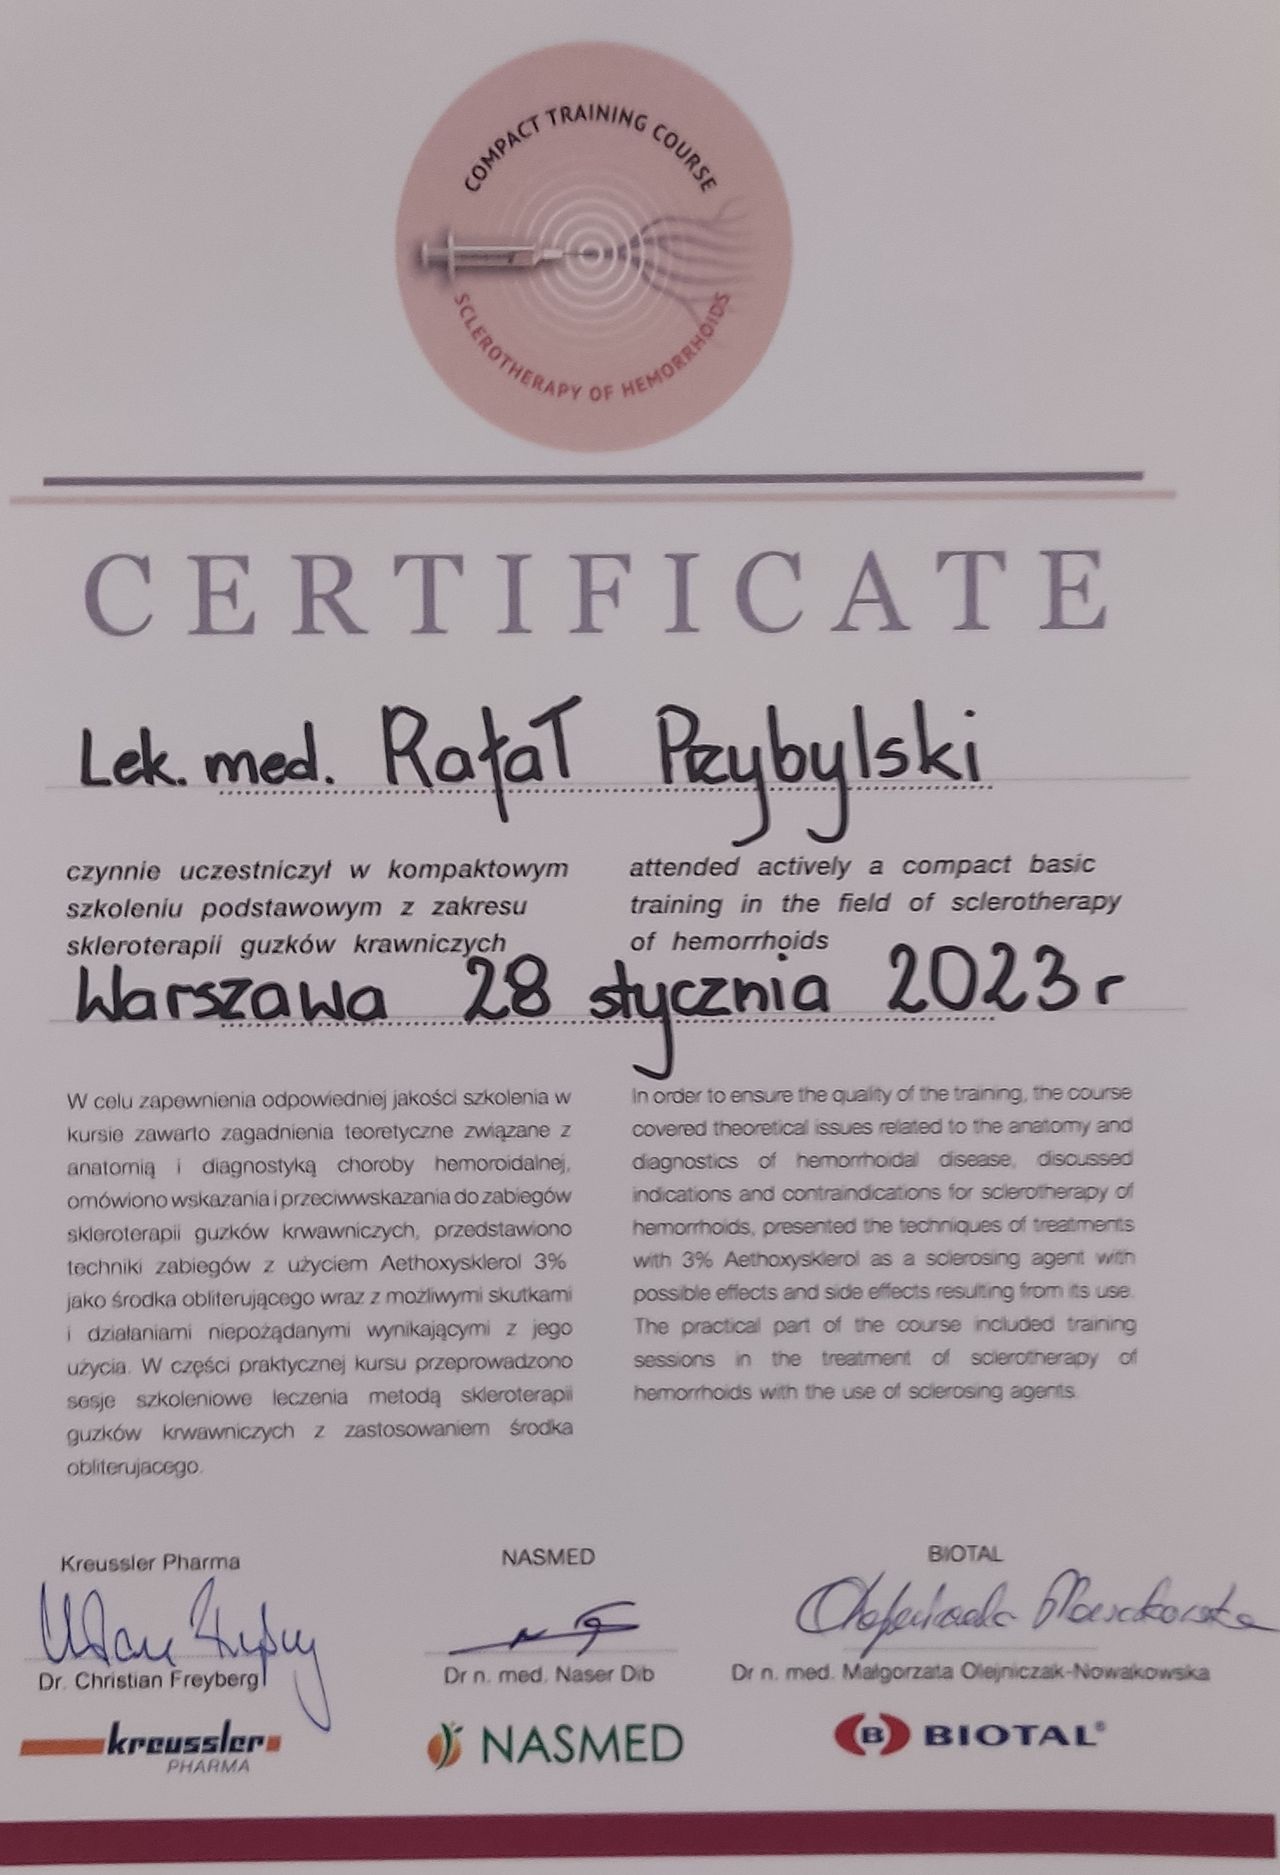 COMPACT TRAINING COURSE
SCLEROTHERAPY OF HEMORRHOIDS
CERTIFICATE
Lek. med. Rafał Przybylski
czynnie uczestniczył w kompaktowym
szkoleniu podstawowym z zakresu
skleroterapii guzków krawniczych
attended actively a compact basic
training in the field of sclerotherapy
of hemorrhoids
Warszawa 28 stycznia 2023 r
W celu zapewnienia odpowiedniej jakości szkolenia w
kursie zawarto zagadnienia teoretyczne związane z
anatomią i diagnostyką choroby hemoroidalnej,
omówiono wskazania i przeciwwskazania do zabiegów
skleroterapii guzków krwawniczych, przedstawiono
techniki zabiegów z użyciem Aethoxysklerol 3%
jako środka obliterującego wraz z możliwymi skutkami
i działaniami niepożądanymi wynikającymi z jego
użycia. W części praktycznej kursu przeprowadzono
sesje szkoleniowe leczenia metodą skleroterapii
guzków krwawniczych z zastosowaniem środka
obliterujacego.
In order to ensure the quality of the training, the course
covered theoretical issues related to the anatomy and
diagnostics of hemorrhoidal disease, discussed
indications and contraindications for sclerotherapy of
hemorrhoids, presented the techniques of treatments
with 3% Aethoxysklerol as a sclerosing agent with
possible effects and side effects resulting from its use.
The practical part of the course included training
sessions in the treatment of sclerotherapy of
hemorrhoids with the use of sclerosing agents.
Kreussler Pharma
Dr. Christian Freyberg
kreussler
PHARMA
NASMED
Dr n. med. Naser Dib
NASMED
BIOTAL
Dr n. med. Małgorzata Olejniczak-Nowakowska
B BIOTAL®